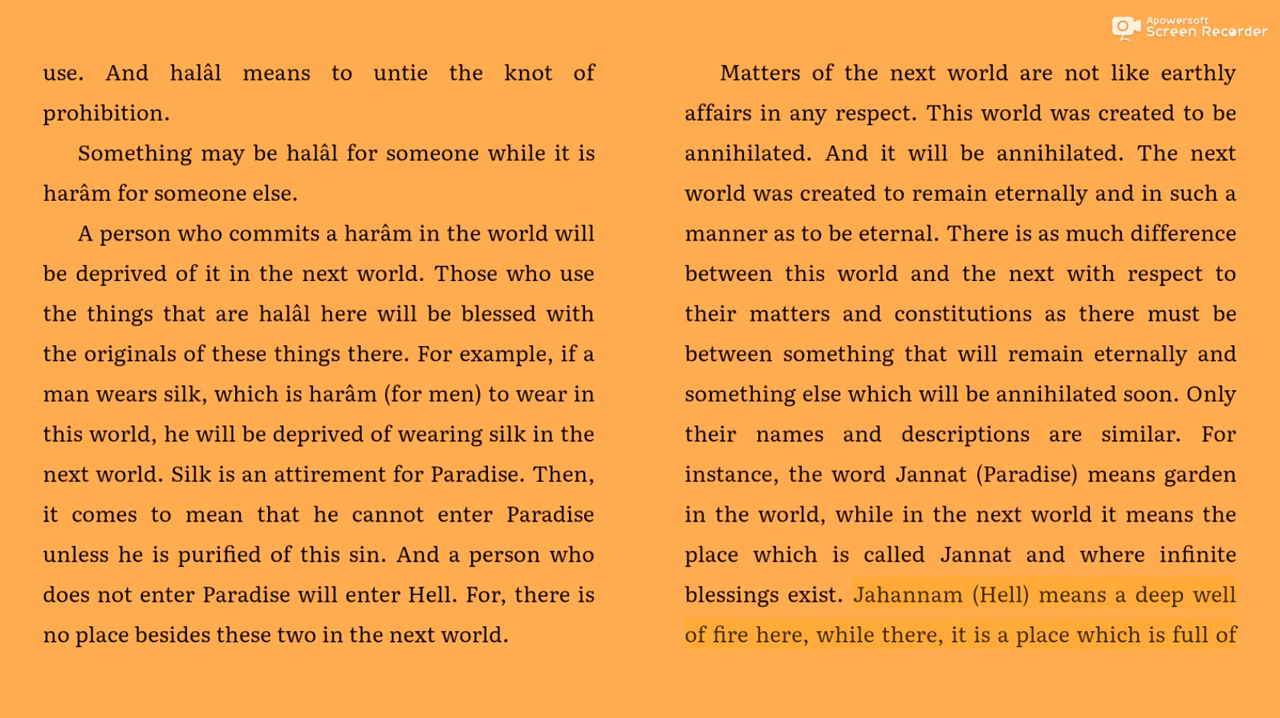 Apowersoft
Screen Recorder
use. And halâl means to untie the knot of
prohibition.
Something may be halâl for someone while it is
harâm for someone else.
A person who commits a harâm in the world will
be deprived of it in the next world. Those who use
the things that are halâl here will be blessed with
the originals of these things there. For example, if a
man wears silk, which is harâm (for men) to wear in
this world, he will be deprived of wearing silk in the
next world. Silk is an attirement for Paradise. Then,
it comes to mean that he cannot enter Paradise
unless he is purified of this sin. And a person who
does not enter Paradise will enter Hell. For, there is
no place besides these two in the next world.
Matters of the next world are not like earthly
affairs in any respect. This world was created to be
annihilated. And it will be annihilated. The next
world was created to remain eternally and in such a
manner as to be eternal. There is as much difference
between this world and the next with respect to
their matters and constitutions as there must be
between something that will remain eternally and
something else which will be annihilated soon. Only
their names and descriptions are similar. For
instance, the word Jannat (Paradise) means garden
in the world, while in the next world it means the
place which is called Jannat and where infinite
blessings exist. Jahannam (Hell) means a deep well
of fire here, while there, it is a place which is full of